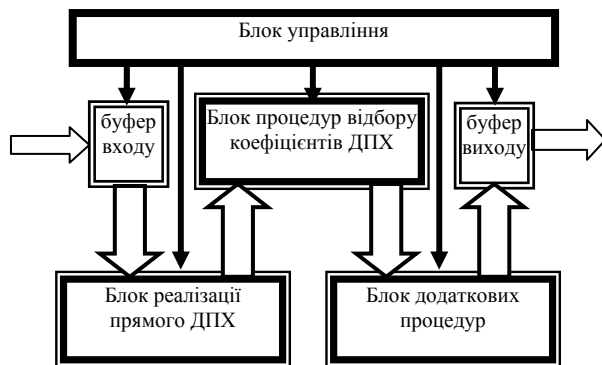 Блок управління
буфер
входу
Блок процедур відбору
коефіцієнтів ДПХ
буфер
виходу
Блок реалізації
прямого ДПХ
Блок додаткових
процедур